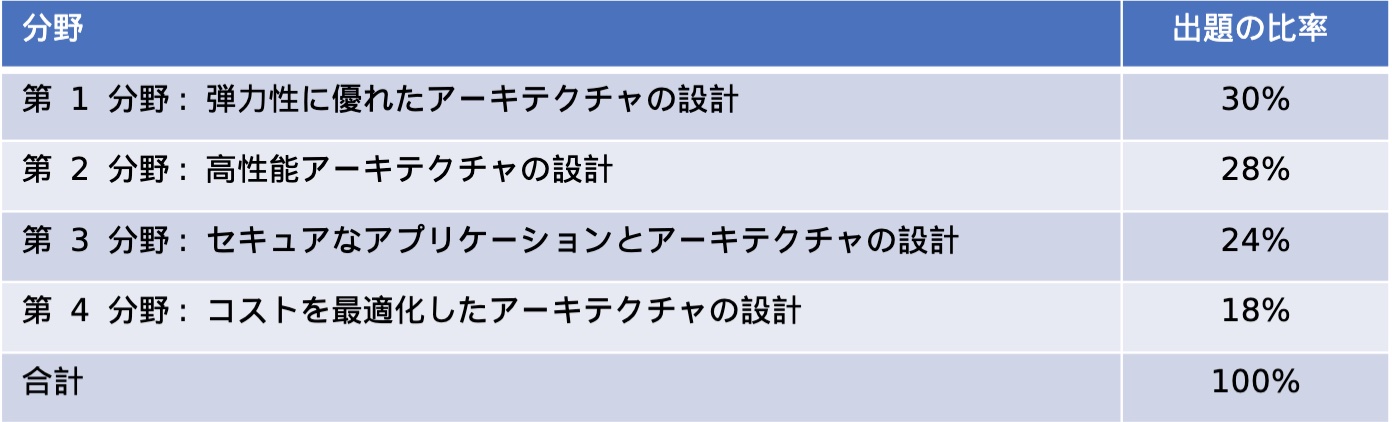 分野 出題の比率
第 1 分野: 弾力性に優れたアーキテクチャの設計 30%
第 2 分野: 高性能アーキテクチャの設計 28%
第 3 分野: セキュアなアプリケーションとアーキテクチャの設計 24%
第 4 分野: コストを最適化したアーキテクチャの設計 18%
合計 100%